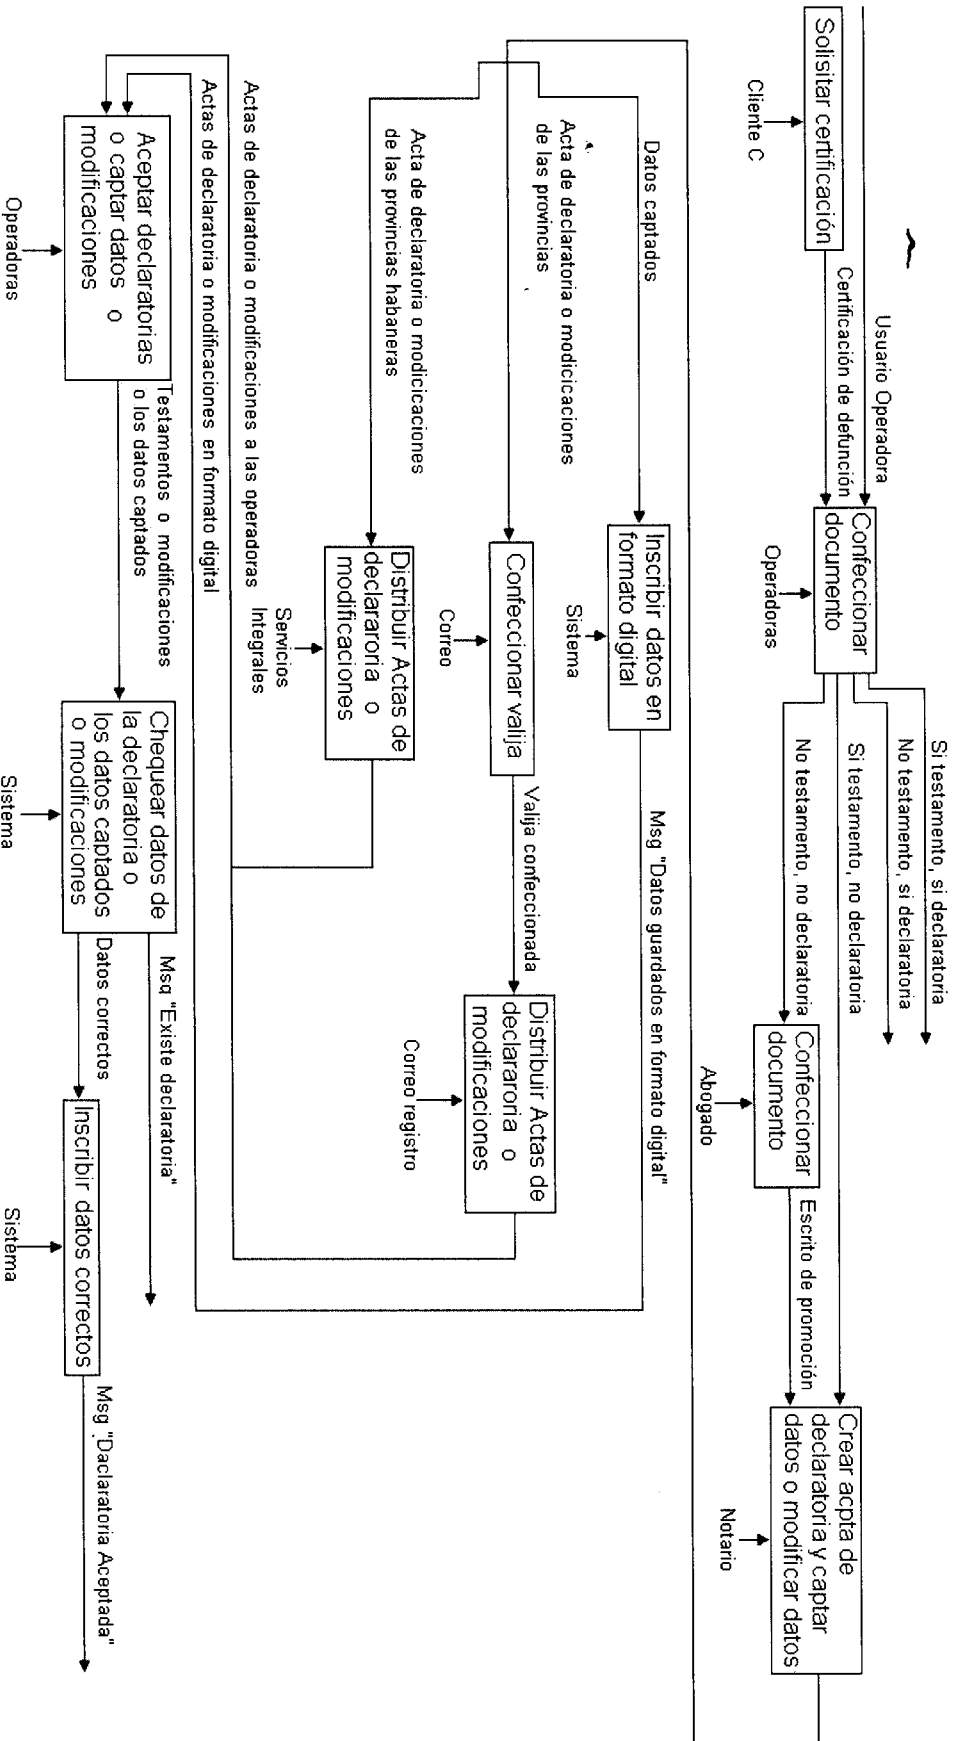 Solisitar certificación
Cliente C
Usuario Operadora
Certificación de defunción
Confeccionar
documento
Operadoras
Si testamento, si declaratoria
No testamento, si declaratoria
Si testamento, no declaratoria
No testamento, no declaratoria
Confeccionar
documento
Abogado
Escrito de promoción
Crear acpta de
declaratoria y captar
datos o modificar datos
Notario
Datos captados
Acta de declaratoria o modicicaciones
de las provincias
Acta de declaratoria o modicicaciones
de las provincias habaneras
Inscribir datos en
formato digital
Sistema
Msg "Datos guardados en formato digital"
Confeccionar valija
Correo
Valija confeccionada
Distribuir Actas de
declararoria o
modificaciones
Correo registro
Distribuir Actas de
declararoria o
modificaciones
Servicios
Integrales
Actas de declaratoria o modificaciones a las operadoras
Actas de declaratoria o modificaciones en formato digital
Aceptar declaratorias
o captar datos o
modificaciones
Operadoras
Testamentos o modificaciones
o los datos captados
Chequear datos de
la declaratoria o
los datos captados
o modificaciones
Sistema
Msg "Existe declaratoria"
Datos correctos
Inscribir datos correctos
Sistema
Msg "Daclaratoria Aceptada"